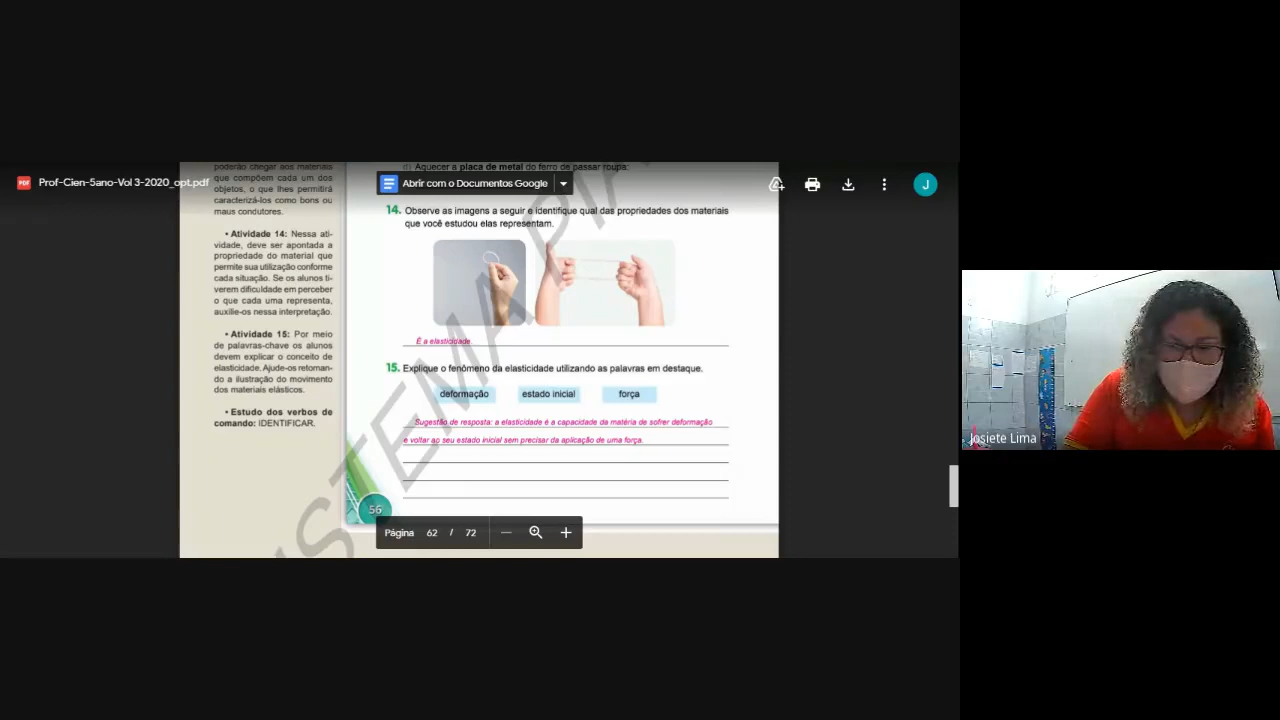 poderão chegar aos materiais
que compõem cada um dos
objetos, o que lhes permitirá
caracterizá-los como bons ou
maus condutores.
• Atividade 14: Nessa ati-
vidade, deve ser apontada a
propriedade do material que
permite sua utilização conforme
cada situação. Se os alunos ti-
verem dificuldade em perceber
o que cada uma representa,
auxilie-os nessa interpretação.
• Atividade 15: Por meio
de palavras-chave os alunos
devem explicar o conceito de
elasticidade. Ajude-os retoman-
do a ilustração do movimento
dos materiais elásticos.
• Estudo dos verbos de
comando: IDENTIFICAR.
Prof-Cien-5ano-Vol 3-2020_opt.pdf
d) Aquecer a placa de metal do ferro de passar roupa:
Abrir com o Documentos Google
J
14. Observe as imagens a seguir e identifique qual das propriedades dos materiais
que você estudou elas representam.
É a elasticidade.
15. Explique o fenômeno da elasticidade utilizando as palavras em destaque.
deformação estado inicial força
Sugestão de resposta: a elasticidade é a capacidade da matéria de sofrer deformação
e voltar ao seu estado inicial sem precisar da aplicação de uma força.
56
Página 62 / 72
Josiete Lima